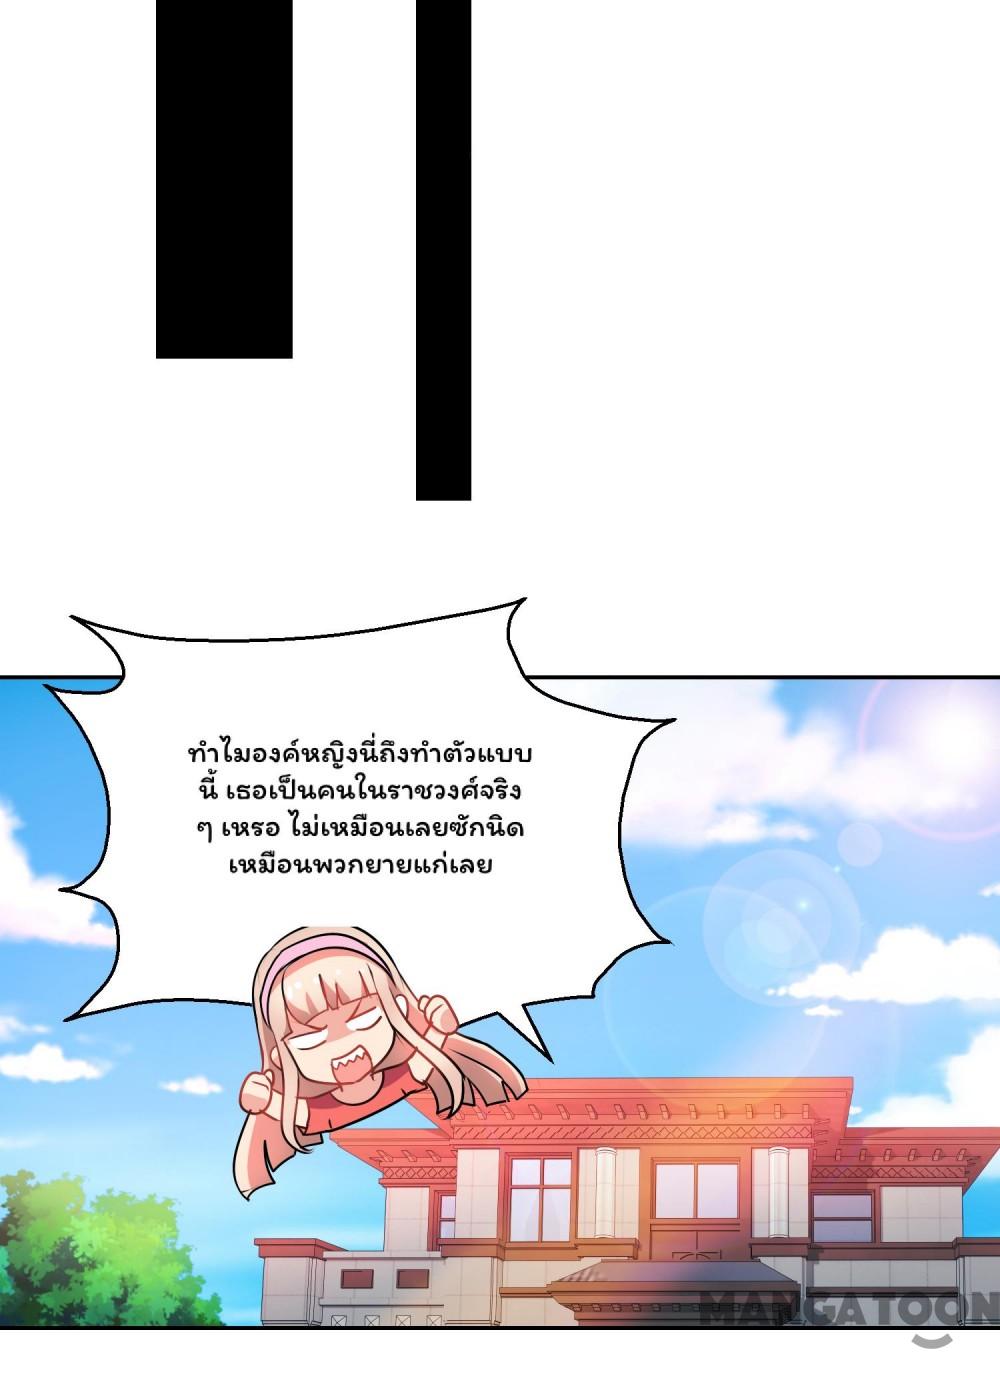 ทำไมองค์หญิงนี่ถึงทำตัวแบบ
นี้ เธอเป็นคนในราชวงศ์จริง
ๆ เหรอ ไม่เหมือนเลยซักนิด
เหมือนพวกยายแก่เลย
MANGATOON